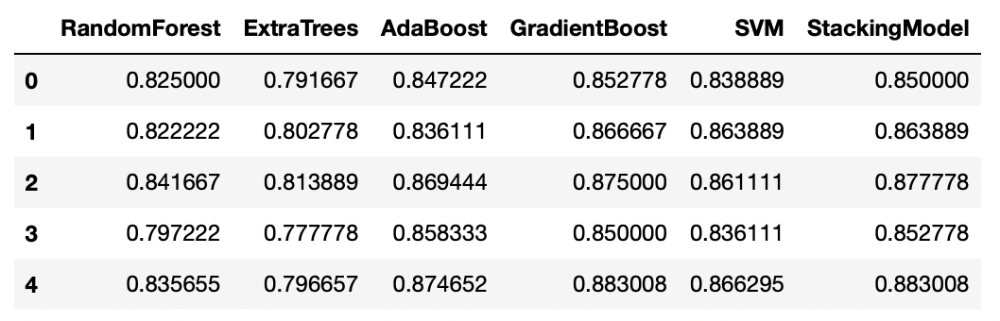 RandomForest ExtraTrees AdaBoost GradientBoost SVM StackingModel
0 0.825000 0.791667 0.847222 0.852778 0.838889 0.850000
1 0.822222 0.802778 0.836111 0.866667 0.863889 0.863889
2 0.841667 0.813889 0.869444 0.875000 0.861111 0.877778
3 0.797222 0.777778 0.858333 0.850000 0.836111 0.852778
4 0.835655 0.796657 0.874652 0.883008 0.866295 0.883008